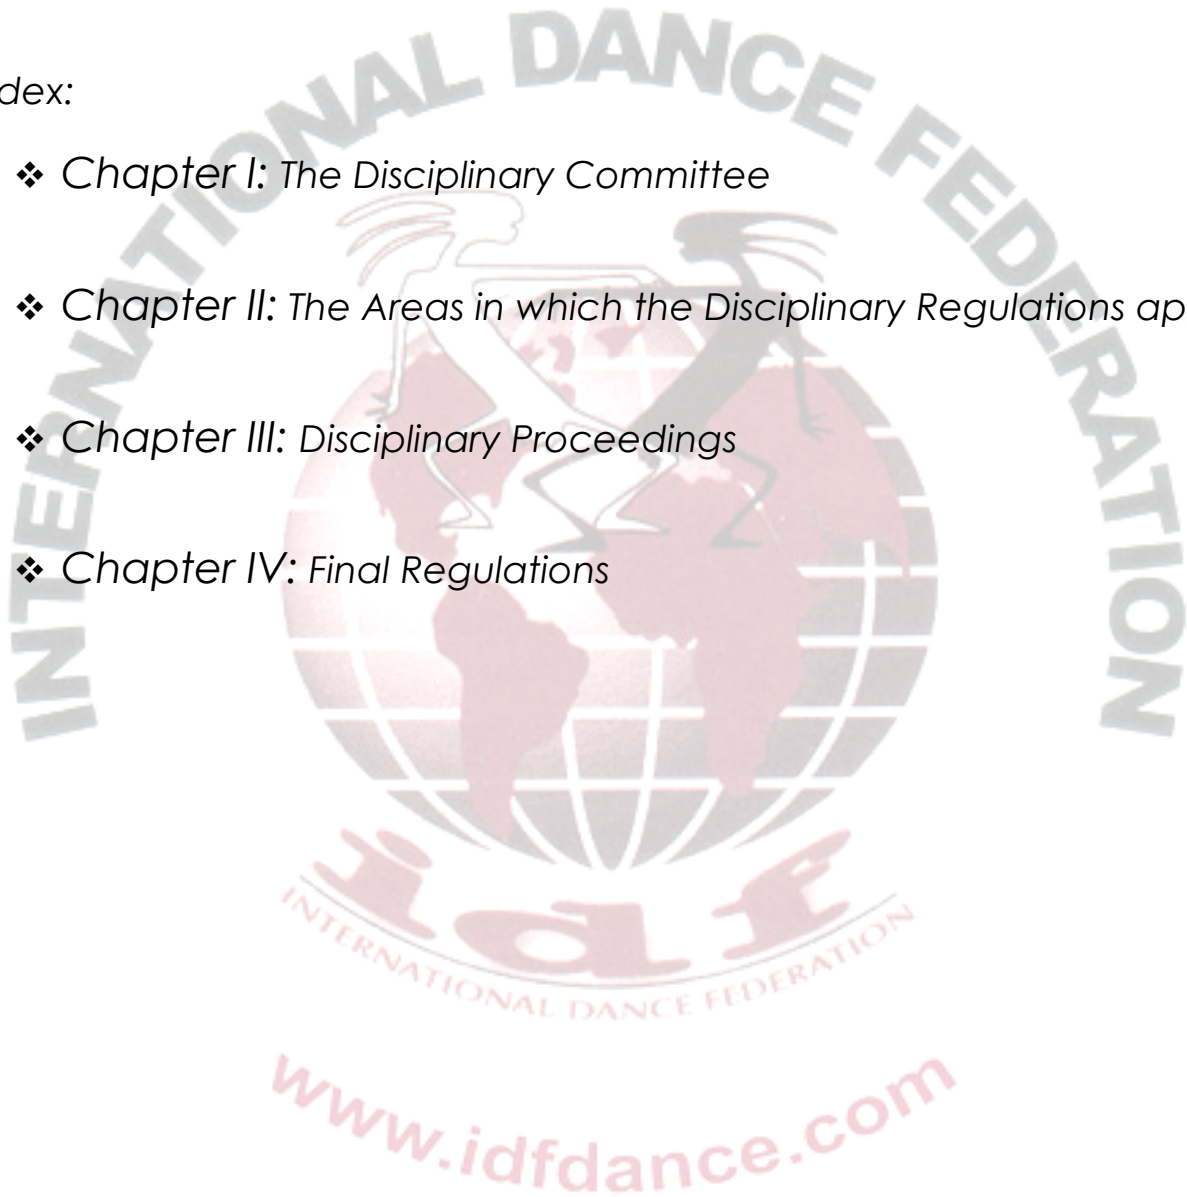 INTERNATIONAL DANCE FEDERATION
dex:
❖ Chapter I: The Disciplinary Committee
❖ Chapter II: The Areas in which the Disciplinary Regulations ap
❖ Chapter III: Disciplinary Proceedings
❖ Chapter IV: Final Regulations
idf
INTERNATIONAL DANCE FEDERATION
www.idfdance.com